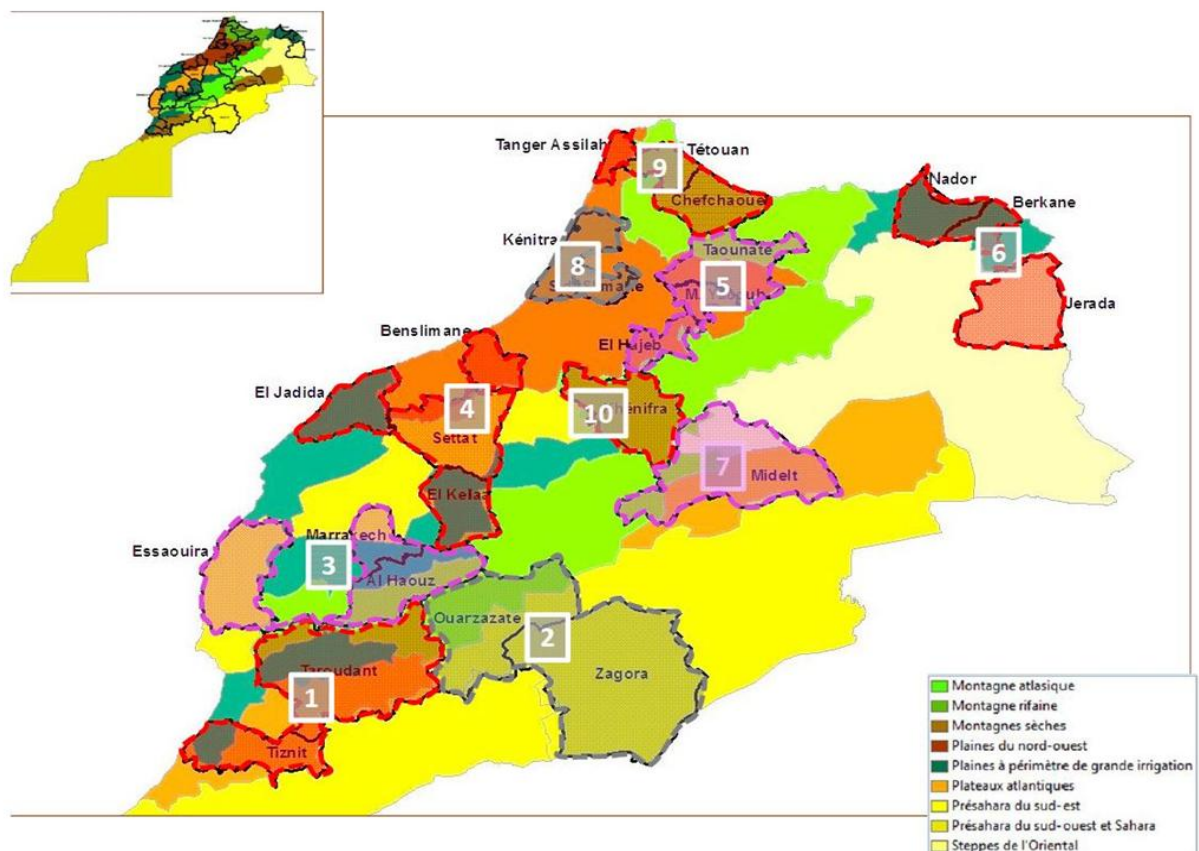 Tanger Assilah
9
Tétouan
Nador
Chefchaoue
Berkane
Kénitra
Taounate
8
6
5
Jerada
Benslimane
El Hajeb
El Jadida
4
10
Settat
7
Midelt
El Kelaa
Marrakech
Essaouira
3
Al Haouz
Ouarzazate
2
Zagora
Taroudant
1
Tiznit
Montagne atlasique
Montagne rifaine
Montagnes sèches
Plaines du nord-ouest
Plaines à périmètre de grande irrigation
Plateaux atlantiques
Présahara du sud-est
Présahara du sud-ouest et Sahara
Steppes de l'Oriental